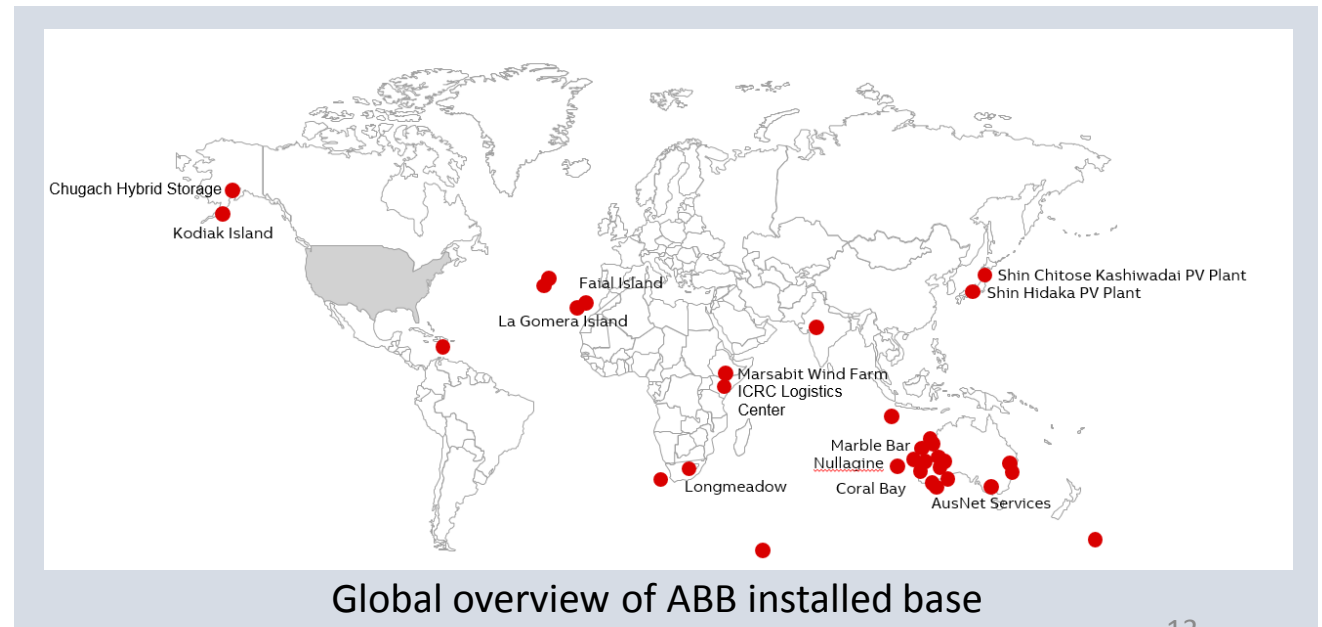 Chugach Hybrid Storage
Kodiak Island
Faial Island
La Gomera Island
Shin Chitose Kashiwadai PV Plant
Shin Hidaka PV Plant
Marsabit Wind Farm
ICRC Logistics
Center
Marble Bar
Nullagine
Longmeadow
Coral Bay
AusNet Services
Global overview of ABB installed base